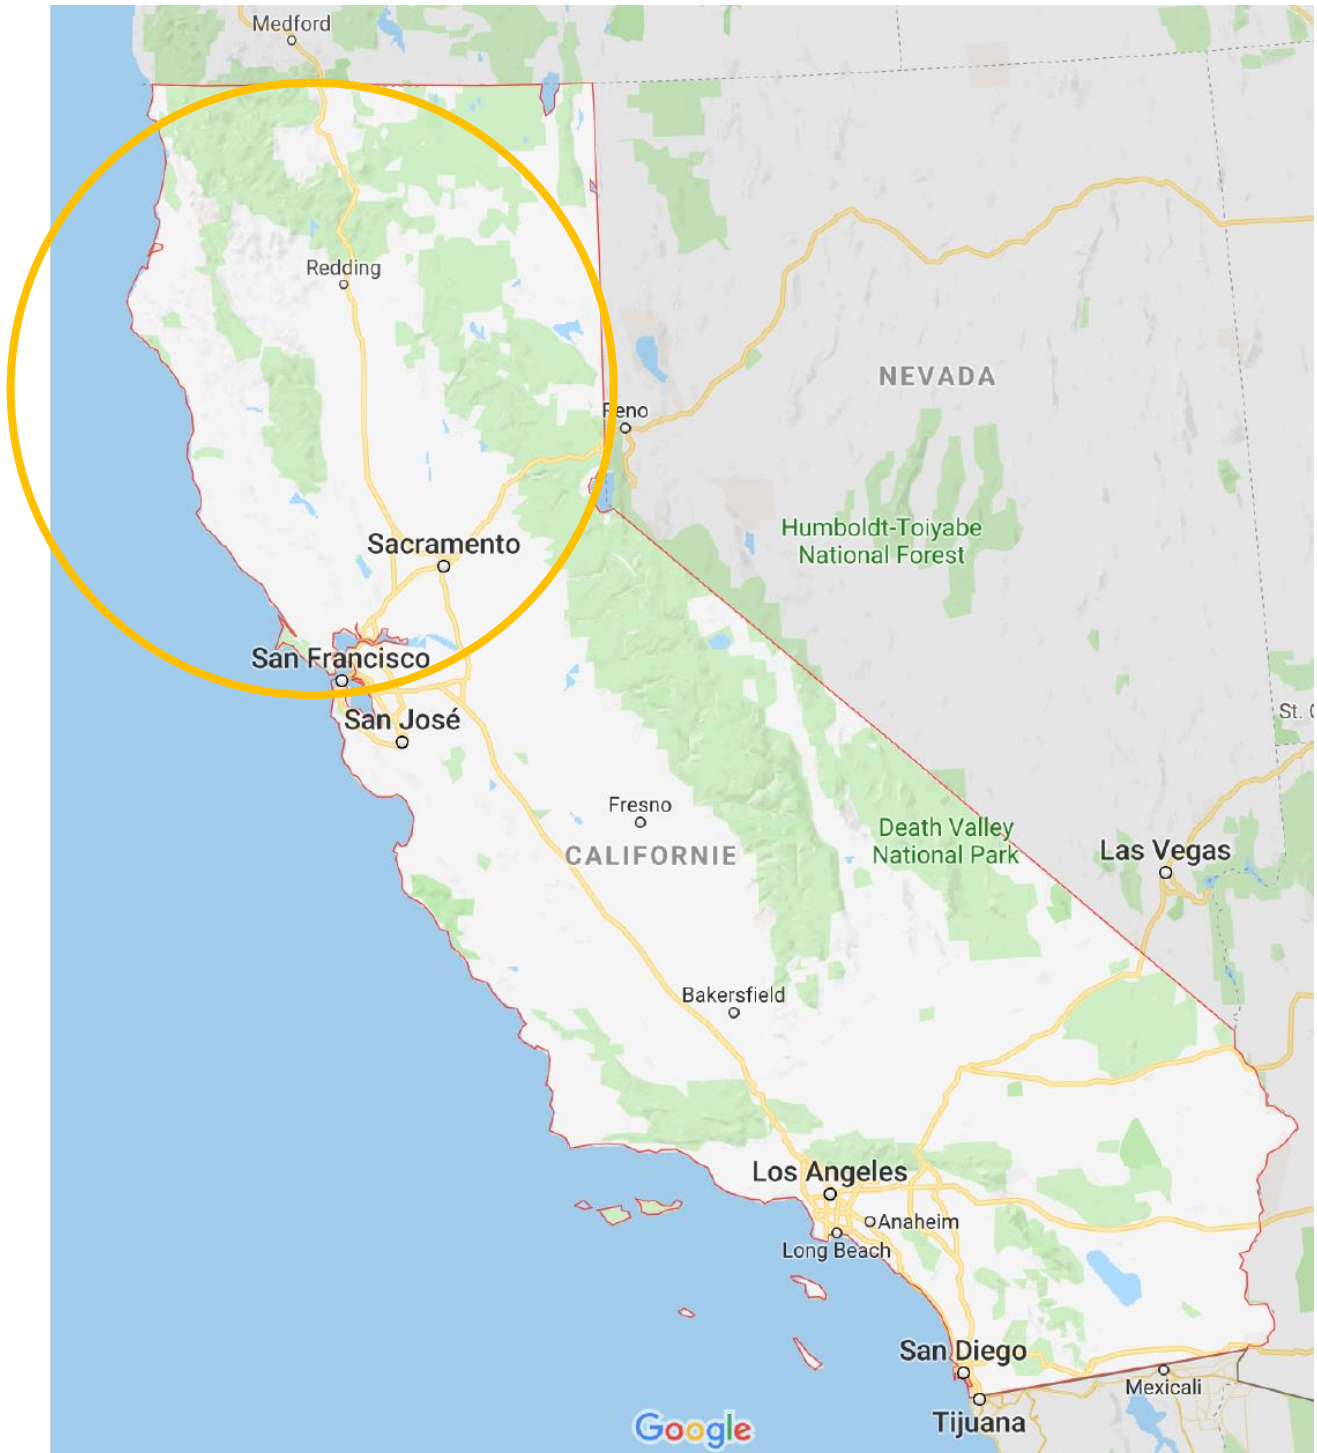 Medford
Redding
NEVADA
Reno
Humboldt-Toiyabe
National Forest
Sacramento
San Francisco
St.
San José
Fresno
CALIFORNIE
Death Valley
National Park
Las Vegas
Bakersfield
Los Angeles
Anaheim
Long Beach
San Diego
Mexicali
Tijuana
Google